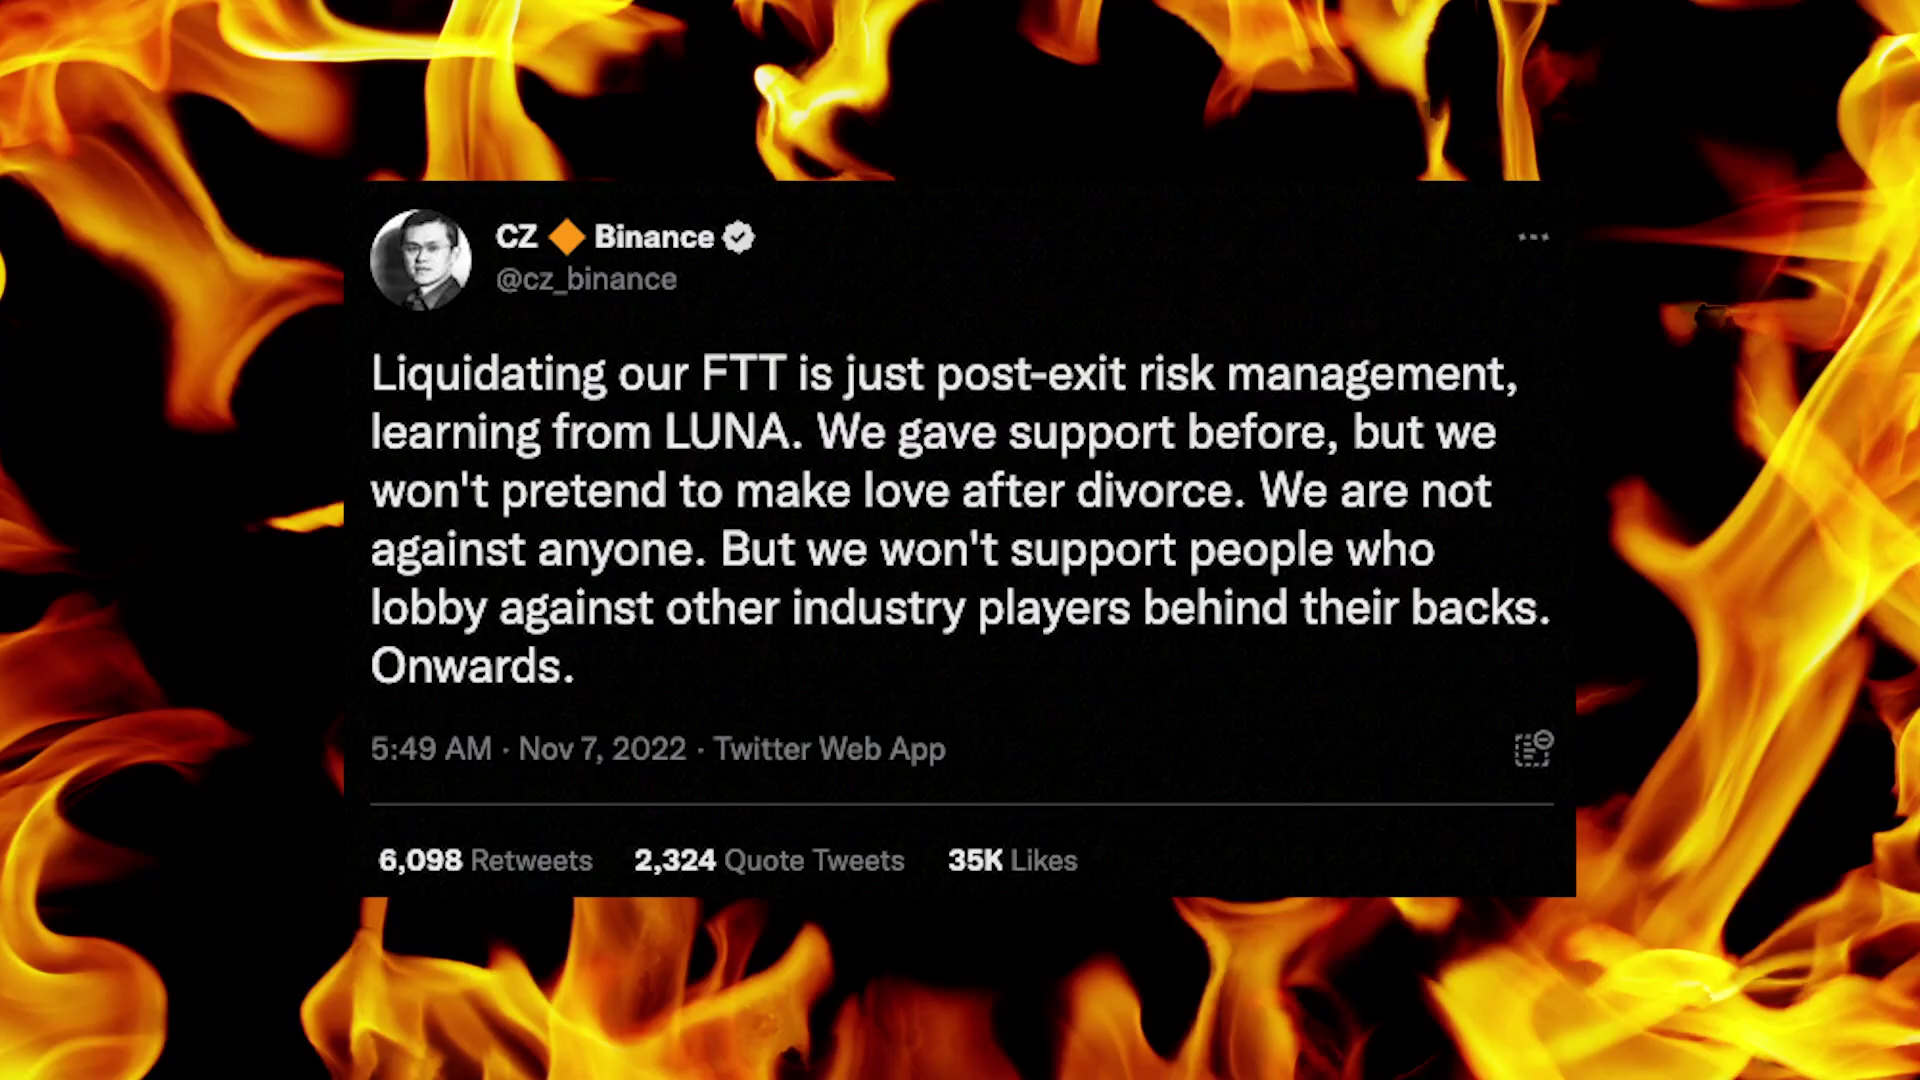 CZ 🔶 Binance
@cz_binance
Liquidating our FTT is just post-exit risk management,
learning from LUNA. We gave support before, but we
won't pretend to make love after divorce. We are not
against anyone. But we won't support people who
lobby against other industry players behind their backs.
Onwards.
5:49 AM · Nov 7, 2022 · Twitter Web App
6,098 Retweets 2,324 Quote Tweets 35K Likes